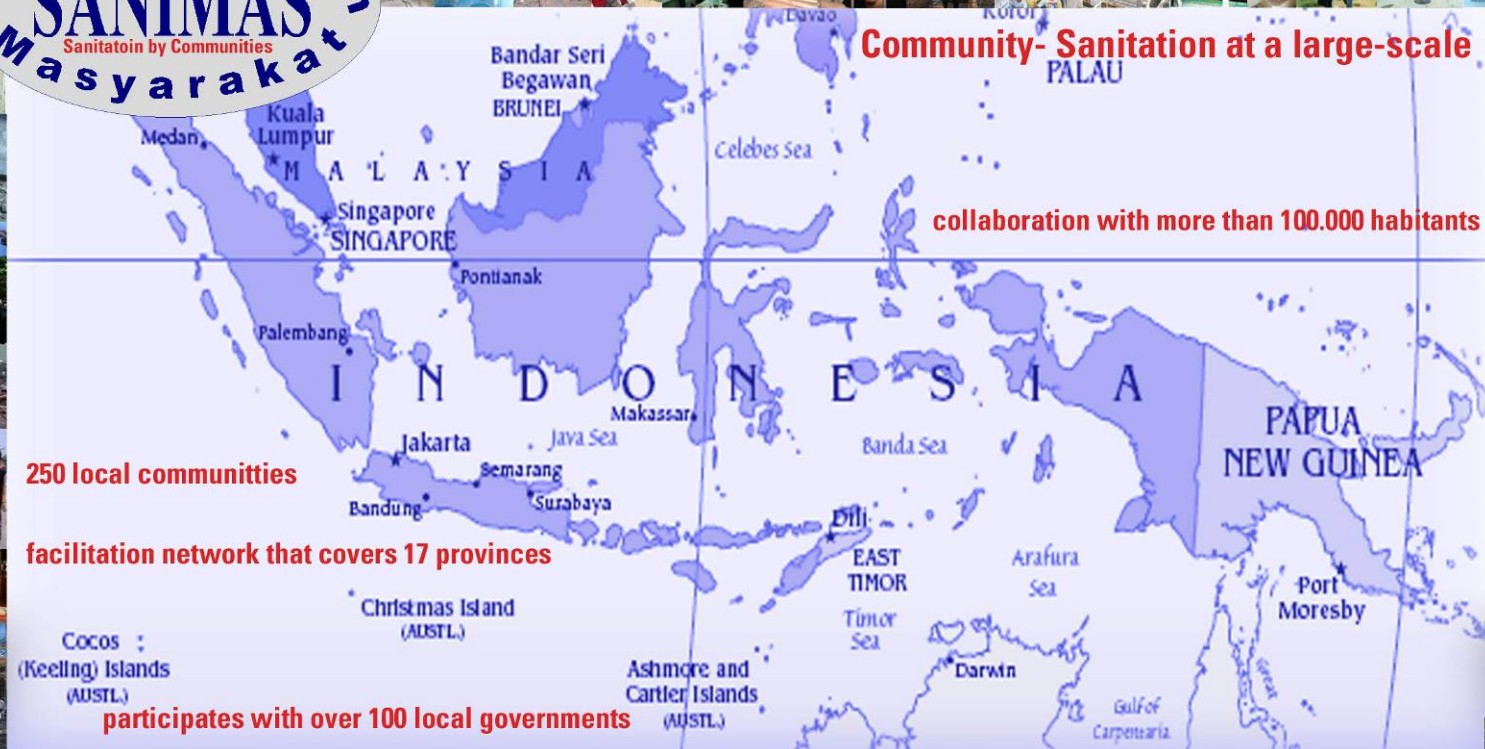 SANIMAS
Sanitatoin by Communities
Masyarakat
Community- Sanitation at a large-scale
Davao
Koror
PALAU
Bandar Seri
Begawan
BRUNEI
Celebes Sea
Medan
Kuala
Lumpur
MALAYSIA
Singapore
SINGAPORE
collaboration with more than 100.000 habitants
Pontianak
Palembang
INDONESIA
Makassar
Java Sea
Banda Sea
PAPUA
NEW GUINEA
Jakarta
Semarang
Bandung
Surabaya
250 local communitties
Dili
EAST
TIMOR
Arafura
Sea
facilitation network that covers 17 provinces
Port
Moresby
Christmas Island
(AUSTL.)
Timor
Sea
Cocos
(Keeling) Islands
(AUSTL.)
Ashmore and
Cartier Islands
(AUSTL.)
Darwin
Great
Gulf of
Carpentaria
participates with over 100 local governments